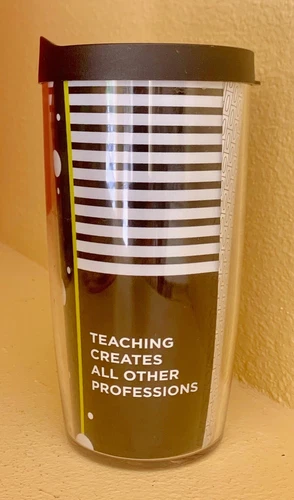 TEACHING
CREATES
ALL OTHER
PROFESSIONS